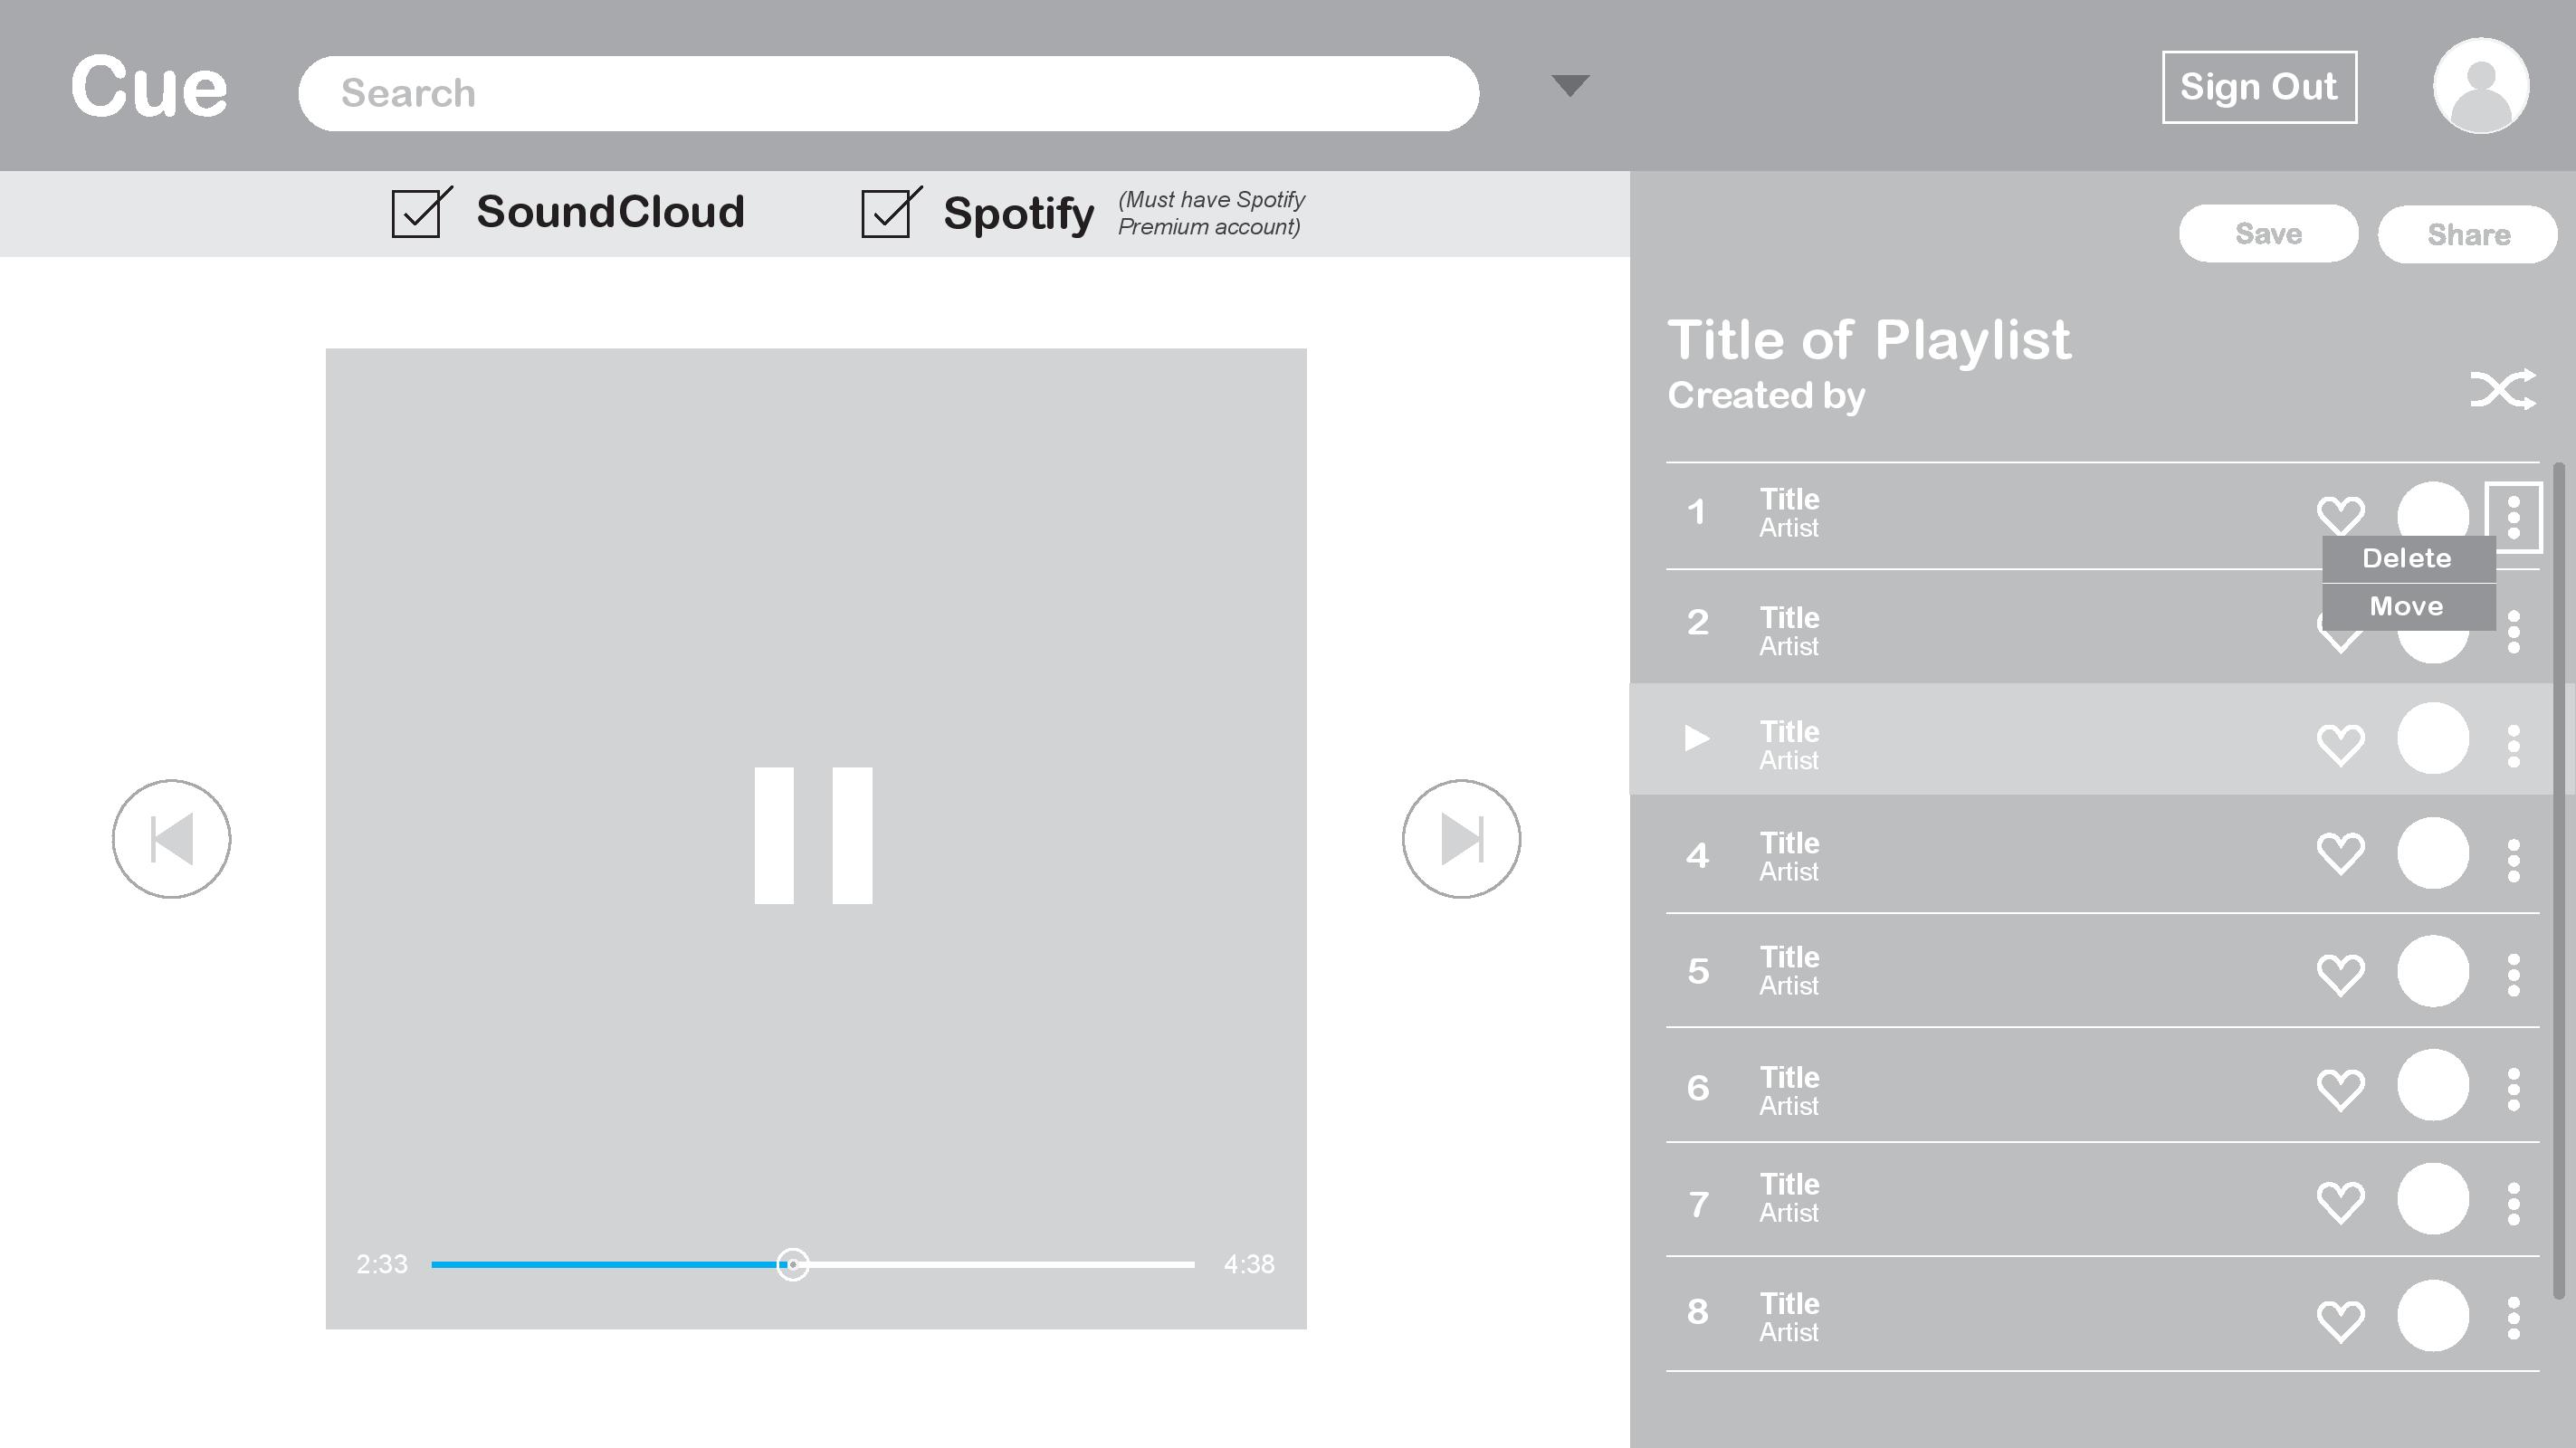 Cue
Search
Sign Out
SoundCloud
Spotify
(Must have Spotify
Premium account)
Save
Share
Title of Playlist
Created by
1
Title
Artist
Delete
Move
2
Title
Artist
Title
Artist
4
Title
Artist
5
Title
Artist
6
Title
Artist
7
Title
Artist
8
Title
Artist
2:33
4:38